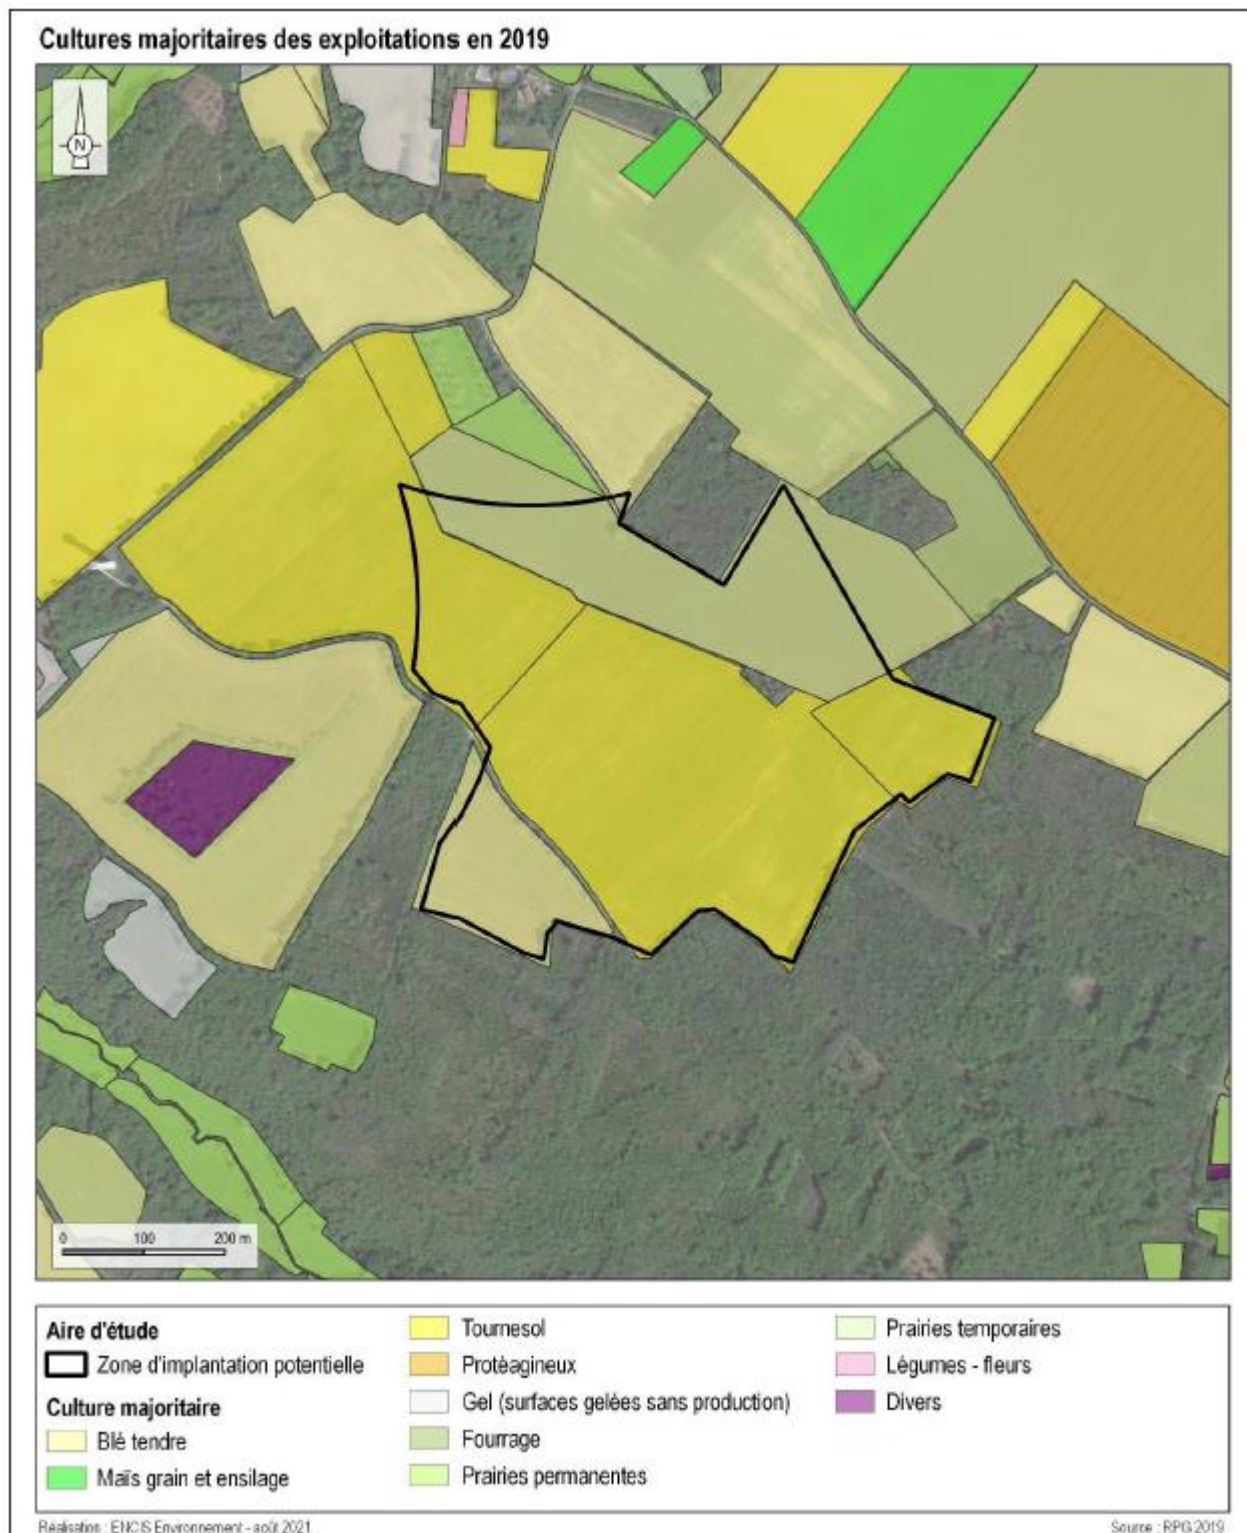 Cultures majoritaires des exploitations en 2019
N
0 100 200 m
Aire d'étude
Zone d'implantation potentielle
Culture majoritaire
Blé tendre
Maïs grain et ensilage
Tournesol
Protéagineux
Gel (surfaces gelées sans production)
Fourrage
Prairies permanentes
Prairies temporaires
Légumes - fleurs
Divers
Réalisation : ENCIS Environnement - août 2021
Source : RPG 2019